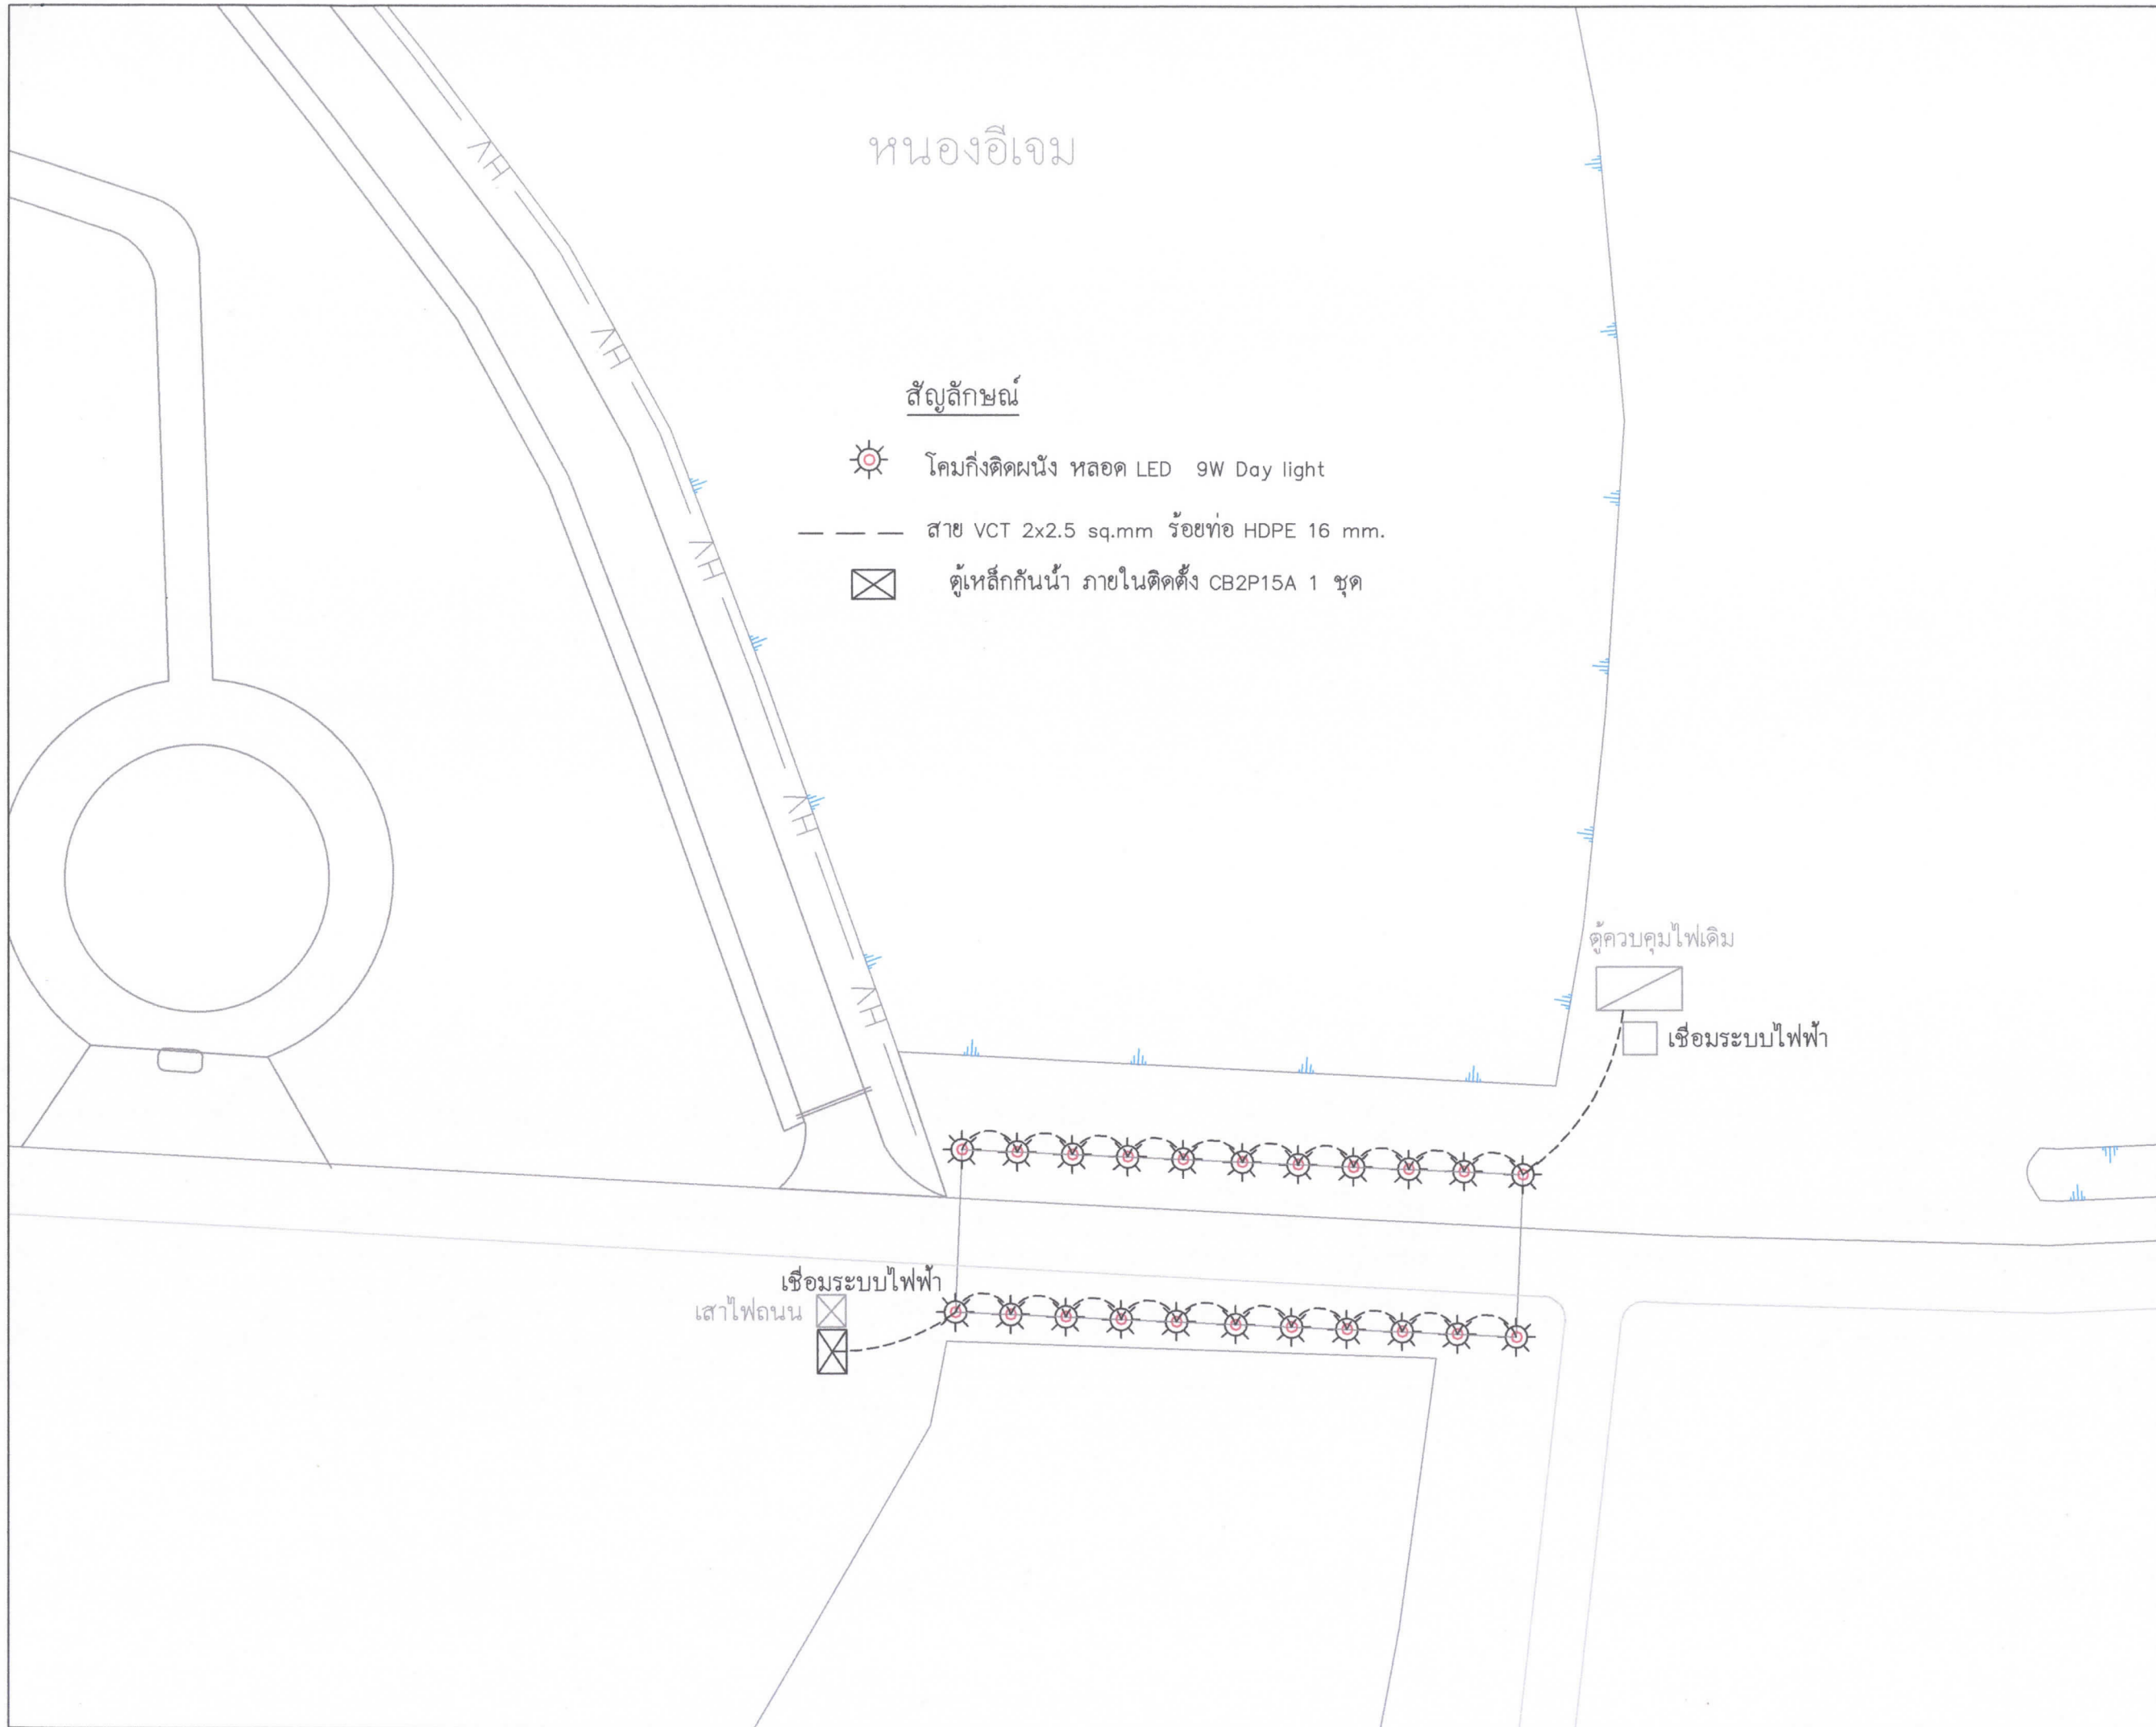 หนองอีเจม
HV
HV
สัญลักษณ์
โคมกิ่งติดผนัง หลอด LED 9W Day light
สาย VCT 2x2.5 sq.mm ร้อยท่อ HDPE 16 mm.
HV
ตู้เหล็กกันน้ำ ภายในติดตั้ง CB2P15A 1 ชุด
HV
ตู้ควบคุมไฟเดิม
HV
เชื่อมระบบไฟฟ้า
เชื่อมระบบไฟฟ้า
เสาไฟถนน